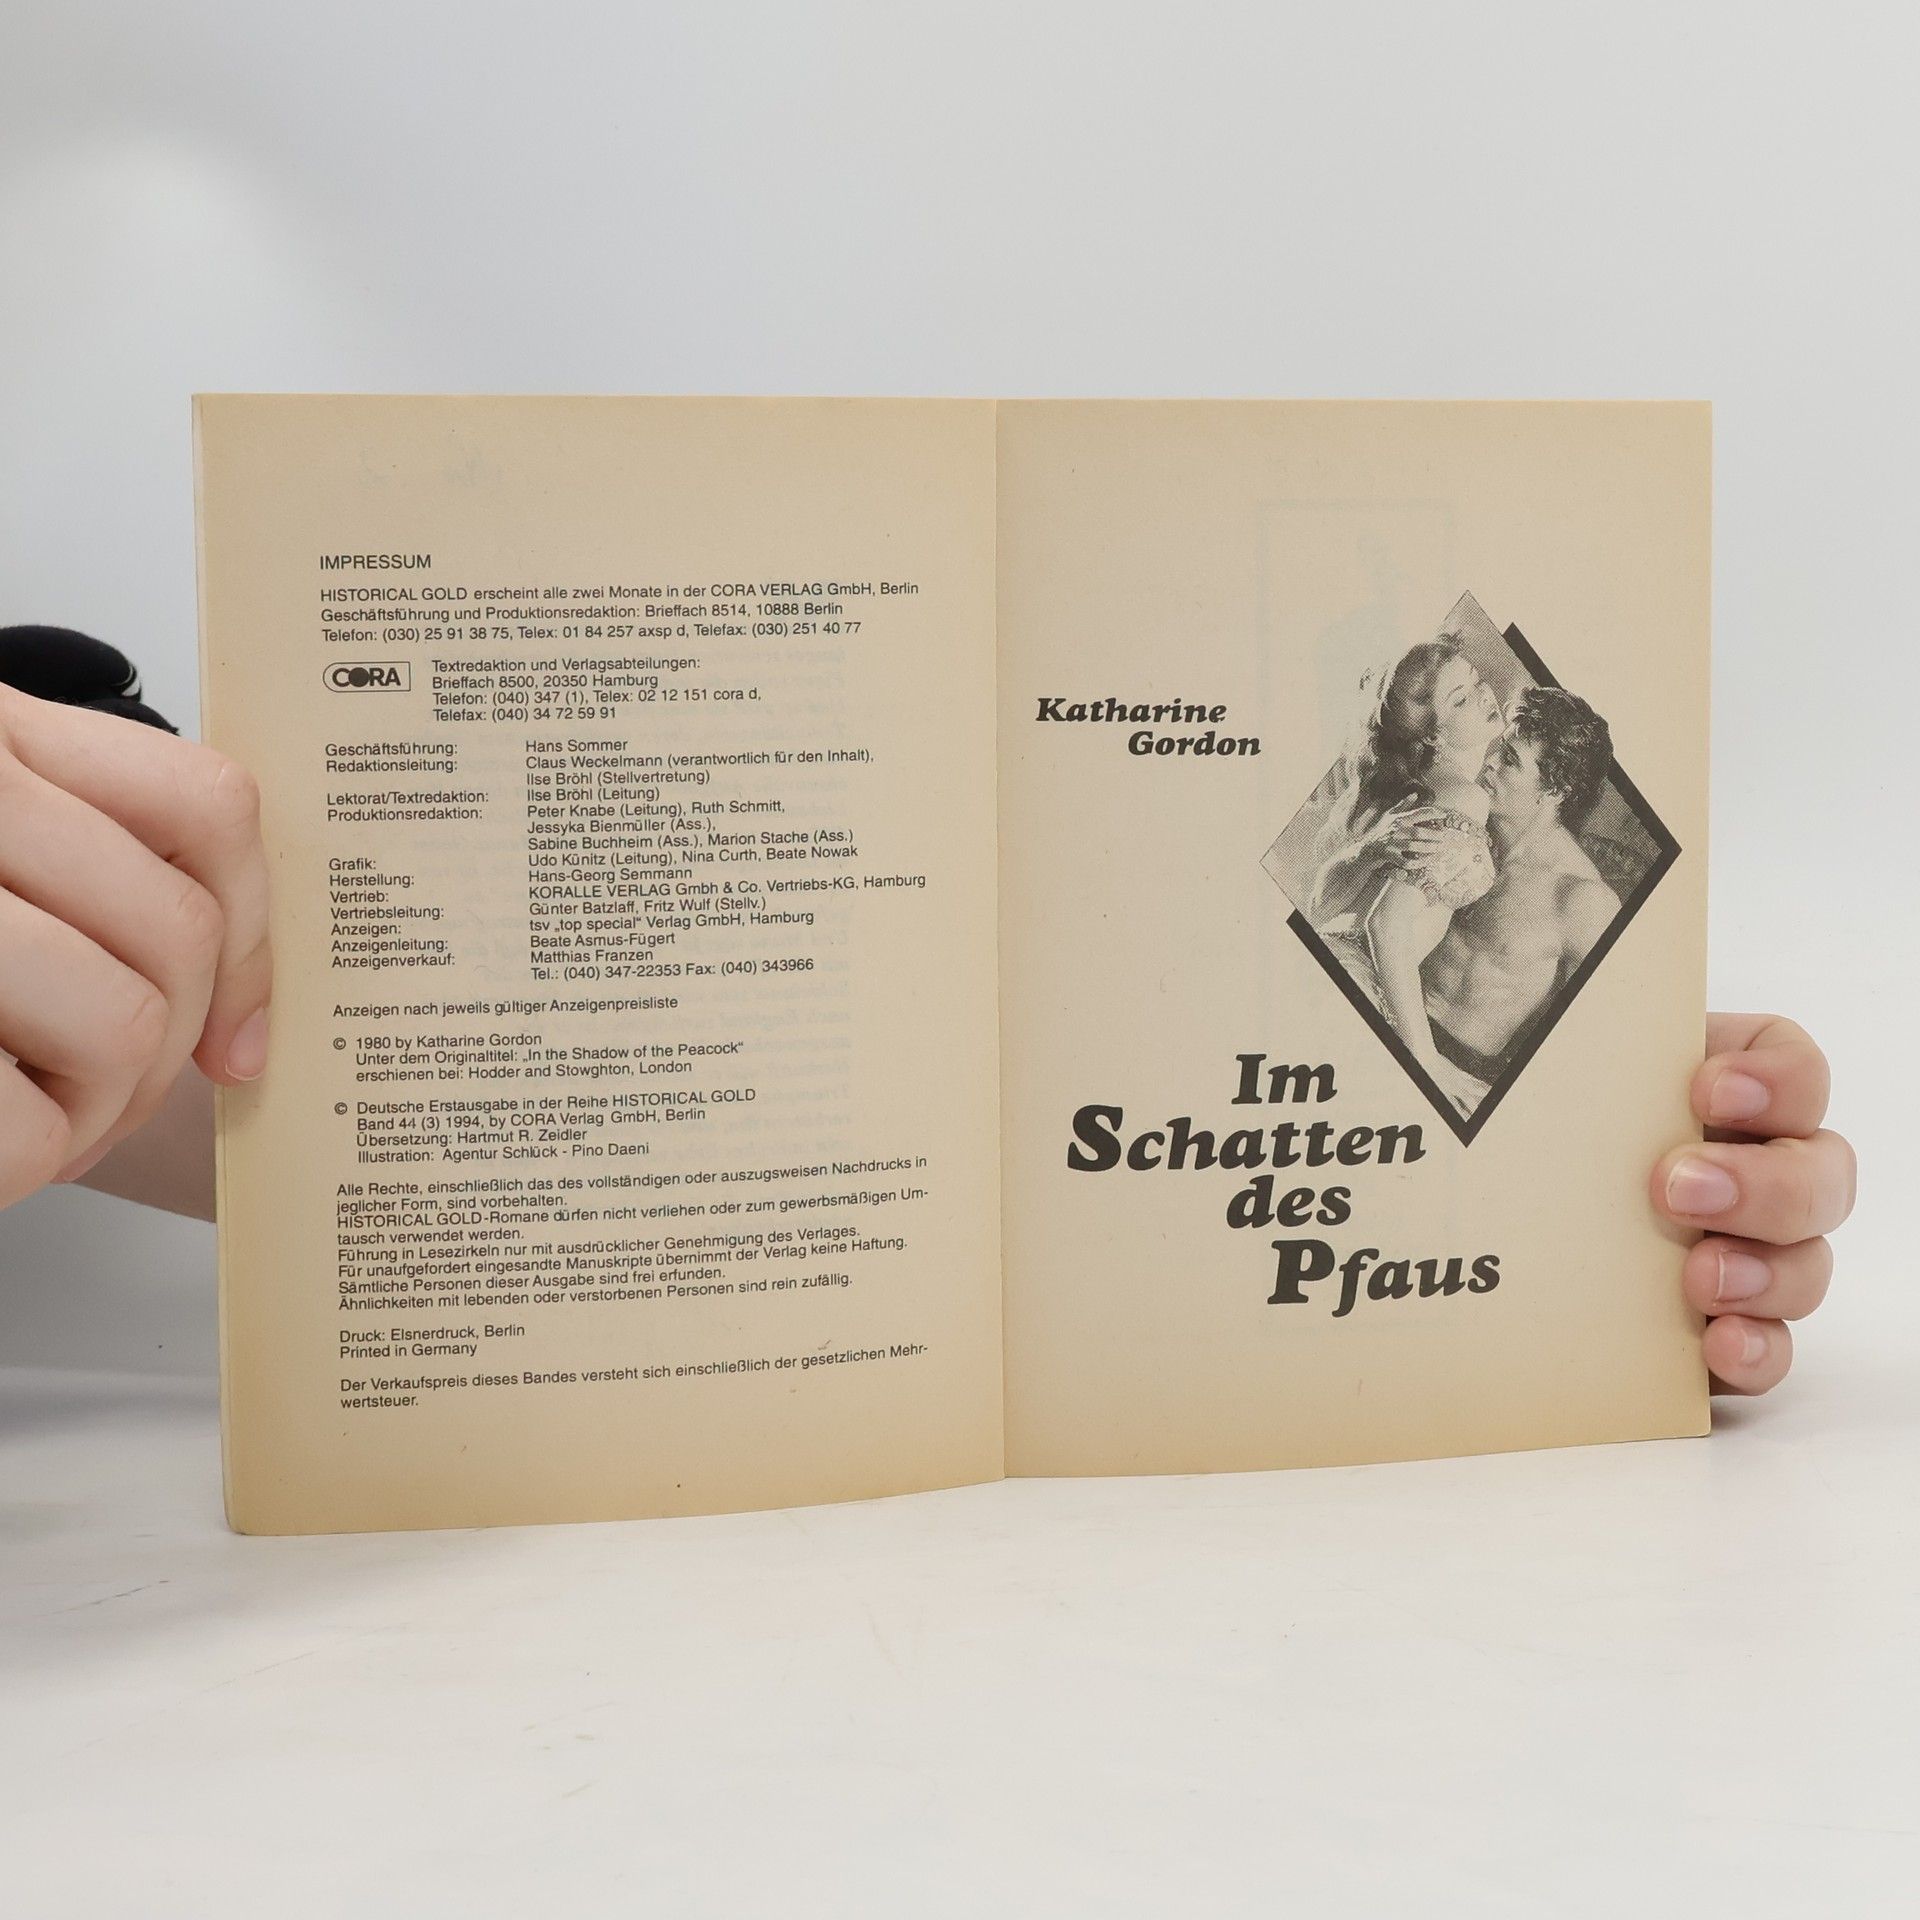 IMPRESSUM
HISTORICAL GOLD erscheint alle zwei Monate in der CORA VERLAG GmbH, Berlin
Geschäftsführung und Produktionsredaktion: Brieffach 8514, 10888 Berlin
Telefon: (030) 25 91 38 75, Telex: 01 84 257 axsp d, Telefax: (030) 251 40 77
CORA
Textredaktion und Verlagsabteilungen:
Brieffach 8500, 20350 Hamburg
Telefon: (040) 347 (1), Telex: 02 12 151 cora d,
Telefax: (040) 34 72 59 91
Geschäftsführung: Hans Sommer
Redaktionsleitung: Claus Weckelmann (verantwortlich für den Inhalt),
Ilse Bröhl (Stellvertretung)
Lektorat/Textredaktion: Ilse Bröhl (Leitung)
Produktionsredaktion: Peter Knabe (Leitung), Ruth Schmitt,
Jessyka Bienmüller (Ass.),
Sabine Buchheim (Ass.), Marion Stache (Ass.)
Grafik: Udo Künitz (Leitung), Nina Curth, Beate Nowak
Herstellung: Hans-Georg Semmann
Vertrieb: KORALLE VERLAG Gmbh & Co. Vertriebs-KG, Hamburg
Vertriebsleitung: Günter Batzlaff, Fritz Wulf (Stellv.)
Anzeigen: tsv „top special“ Verlag GmbH, Hamburg
Anzeigenleitung: Beate Asmus-Fügert
Anzeigenverkauf: Matthias Franzen
Tel.: (040) 347-22353 Fax: (040) 343966
Anzeigen nach jeweils gültiger Anzeigenpreisliste
© 1980 by Katharine Gordon
Unter dem Originaltitel: „In the Shadow of the Peacock“
erschienen bei: Hodder and Stowghton, London
© Deutsche Erstausgabe in der Reihe HISTORICAL GOLD
Band 44 (3) 1994, by CORA Verlag GmbH, Berlin
Übersetzung: Hartmut R. Zeidler
Illustration: Agentur Schlück - Pino Daeni
Alle Rechte, einschließlich das des vollständigen oder auszugsweisen Nachdrucks in
jeglicher Form, sind vorbehalten.
HISTORICAL GOLD-Romane dürfen nicht verliehen oder zum gewerbsmäßigen Um-
tausch verwendet werden.
Führung in Lesezirkeln nur mit ausdrücklicher Genehmigung des Verlages.
Für unaufgefordert eingesandte Manuskripte übernimmt der Verlag keine Haftung.
Sämtliche Personen dieser Ausgabe sind frei erfunden.
Ähnlichkeiten mit lebenden oder verstorbenen Personen sind rein zufällig.
Druck: Elsnerdruck, Berlin
Printed in Germany
Der Verkaufspreis dieses Bandes versteht sich einschließlich der gesetzlichen Mehr-
wertsteuer.
Katharine
Gordon
Im
Schatten
des
Pfaus